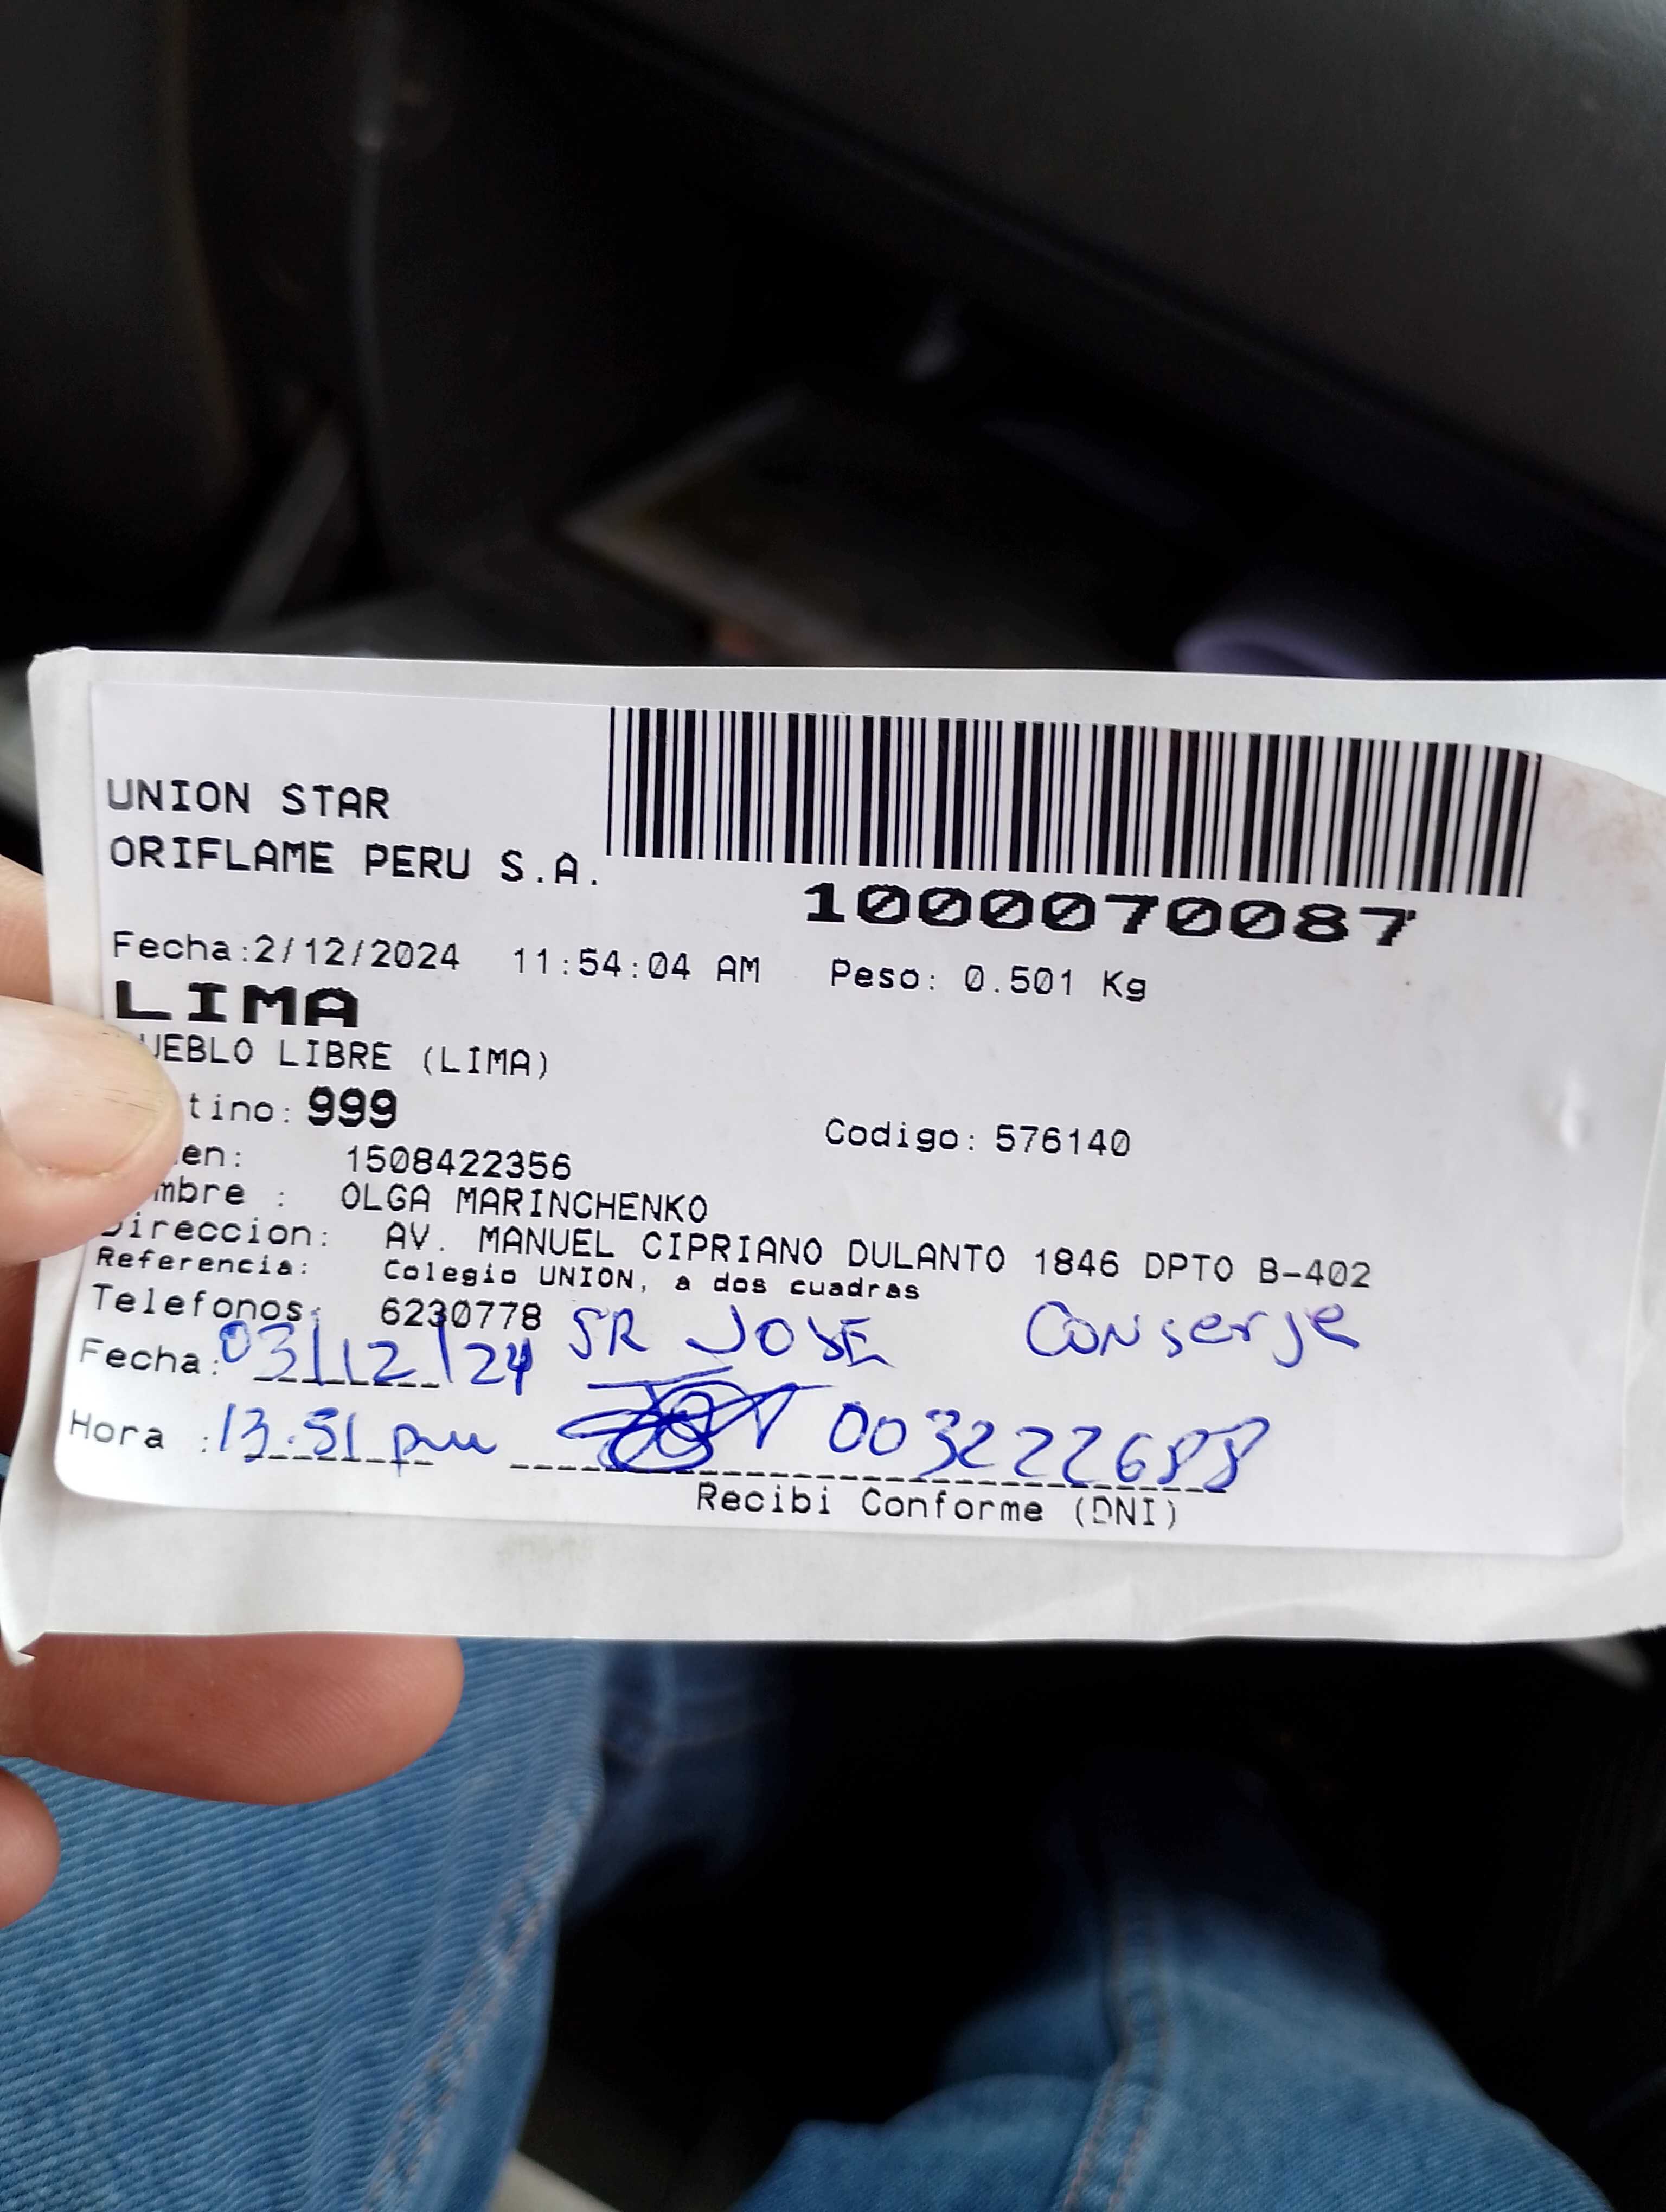 UNION STAR
ORIFLAME PERU S.A.
1000070087
Fecha:2/12/2024 11:54:04 AM Peso: 0.501 Kg
LIMA
UEBLO LIBRE (LIMA)
tino: 999
Codigo: 576140
en: 1508422356
mbre : OLGA MARINCHENKO
Direccion: AV. MANUEL CIPRIANO DULANTO 1846 DPTO B-402
Referencia: Colegio UNION, a dos cuadras
Telefonos: 6230778
SR JOSE Conserje
Fecha: 03/12/24
Hora : 13:51 pm 003222688
Recibi Conforme (DNI)